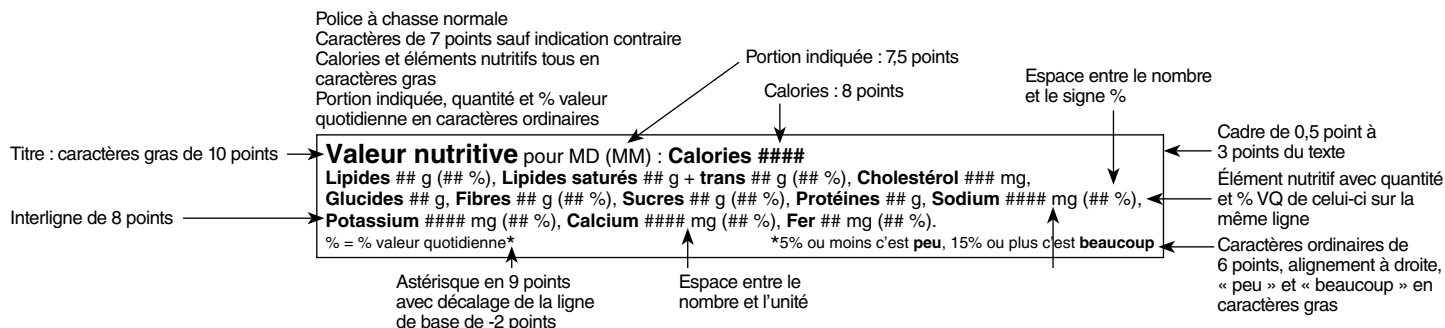 Police à chasse normale
Caractères de 7 points sauf indication contraire
Calories et éléments nutritifs tous en
caractères gras
Portion indiquée, quantité et % valeur
quotidienne en caractères ordinaires
Portion indiquée : 7,5 points
Calories : 8 points
Espace entre le nombre
et le signe %
Titre : caractères gras de 10 points
Interligne de 8 points
Valeur nutritive pour MD (MM) : Calories ####
Lipides ## g (## %), Lipides saturés ## g + trans ## g (## %), Cholestérol ### mg,
Glucides ## g, Fibres ## g (## %), Sucres ## g (## %), Protéines ## g, Sodium #### mg (## %),
Potassium #### mg (## %), Calcium #### mg (## %), Fer ## mg (## %).
% = % valeur quotidienne*
*5% ou moins c'est peu, 15% ou plus c'est beaucoup
Cadre de 0,5 point à
3 points du texte
Élément nutritif avec quantité
et % VQ de celui-ci sur la
même ligne
Caractères ordinaires de
6 points, alignement à droite,
« peu » et « beaucoup » en
caractères gras
Astérisque en 9 points
avec décalage de la ligne
de base de -2 points
Espace entre le
nombre et l'unité